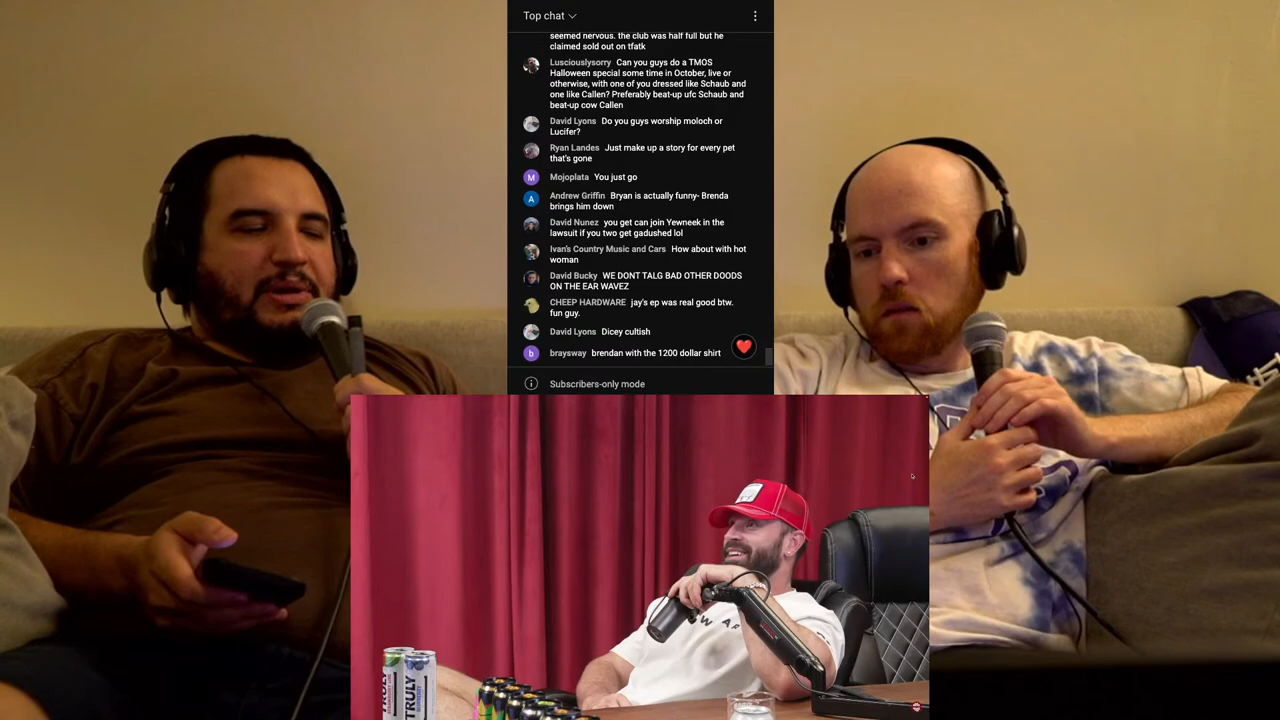 Top chat
seemed nervous. the club was half full but he
claimed sold out on tfatk
Lusciouslysorry Can you guys do a TMOS
Halloween special some time in October, live or
otherwise, with one of you dressed like Schaub and
one like Callen? Preferably beat-up ufc Schaub and
beat-up cow Callen
David Lyons Do you guys worship moloch or
Lucifer?
Ryan Landes Just make up a story for every pet
that's gone
M Mojoplata You just go
A Andrew Griffin Bryan is actually funny- Brenda
brings him down
David Nunez you get can join Yewneek in the
lawsuit if you two get gadushed lol
Ivan's Country Music and Cars How about with hot
woman
David Bucky WE DONT TALG BAD OTHER DOODS
ON THE EAR WAVEZ
CHEEP HARDWARE jay's ep was real good btw.
fun guy.
David Lyons Dicey cultish
b braysway brendan with the 1200 dollar shirt
Subscribers-only mode
TRULY
TRULY